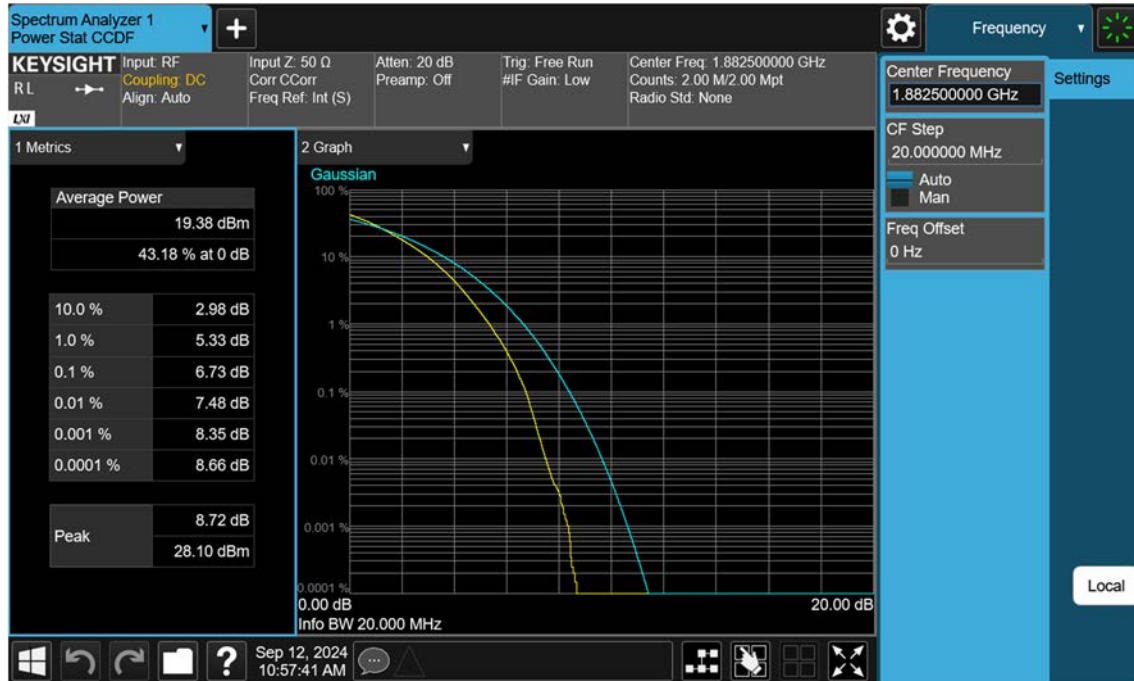 Spectrum Analyzer 1
Power Stat CCDF
Frequency
KEYSIGHT
RL
LXI
Input: RF
Coupling: DC
Align: Auto
Input Z: 50 Ω
Corr CCorr
Freq Ref: Int (S)
Atten: 20 dB
Preamp: Off
Trig: Free Run
#IF Gain: Low
Center Freq: 1.882500000 GHz
Counts: 2.00 M/2.00 Mpt
Radio Std: None
Center Frequency
1.882500000 GHz
Settings
CF Step
20.000000 MHz
Auto
Man
Freq Offset
0 Hz
1 Metrics
Average Power
19.38 dBm
43.18 % at 0 dB
10.0 % 2.98 dB
1.0 % 5.33 dB
0.1 % 6.73 dB
0.01 % 7.48 dB
0.001 % 8.35 dB
0.0001 % 8.66 dB
Peak
8.72 dB
28.10 dBm
2 Graph
Gaussian
100 %
10 %
1 %
0.1 %
0.01 %
0.001 %
0.0001 %
0.00 dB 20.00 dB
Info BW 20.000 MHz
Local
?
Sep 12, 2024
10:57:41 AM